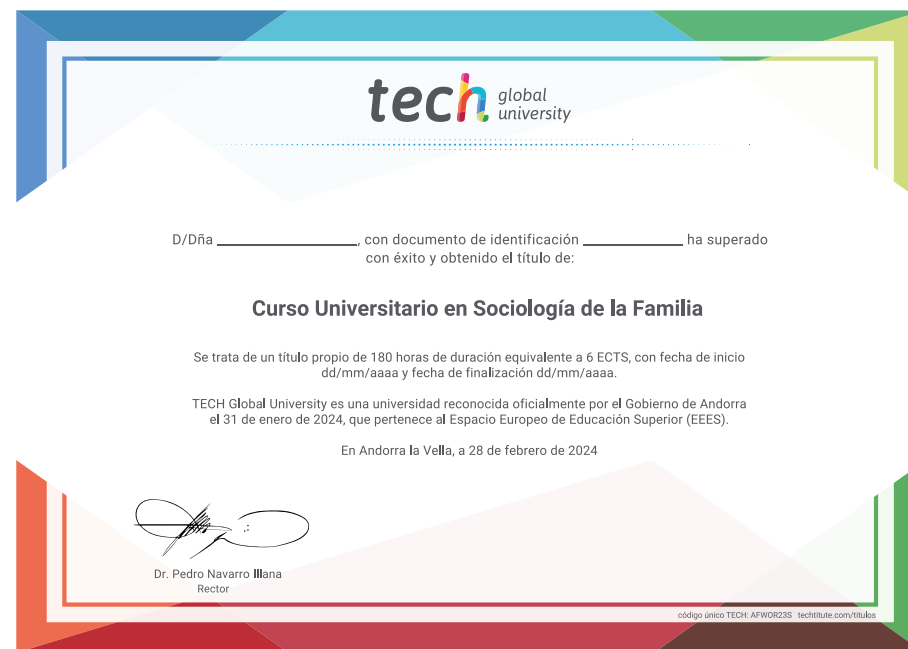 tech global university
D/Dña ________________, con documento de identificación ____________ ha superado
con éxito y obtenido el título de:
Curso Universitario en Sociología de la Familia
Se trata de un título propio de 180 horas de duración equivalente a 6 ECTS, con fecha de inicio
dd/mm/aaaa y fecha de finalización dd/mm/aaaa.
TECH Global University es una universidad reconocida oficialmente por el Gobierno de Andorra
el 31 de enero de 2024, que pertenece al Espacio Europeo de Educación Superior (EEES).
En Andorra la Vella, a 28 de febrero de 2024
Dr. Pedro Navarro Illana
Rector
código único TECH: AFWOR23S techtitute.com/titulos